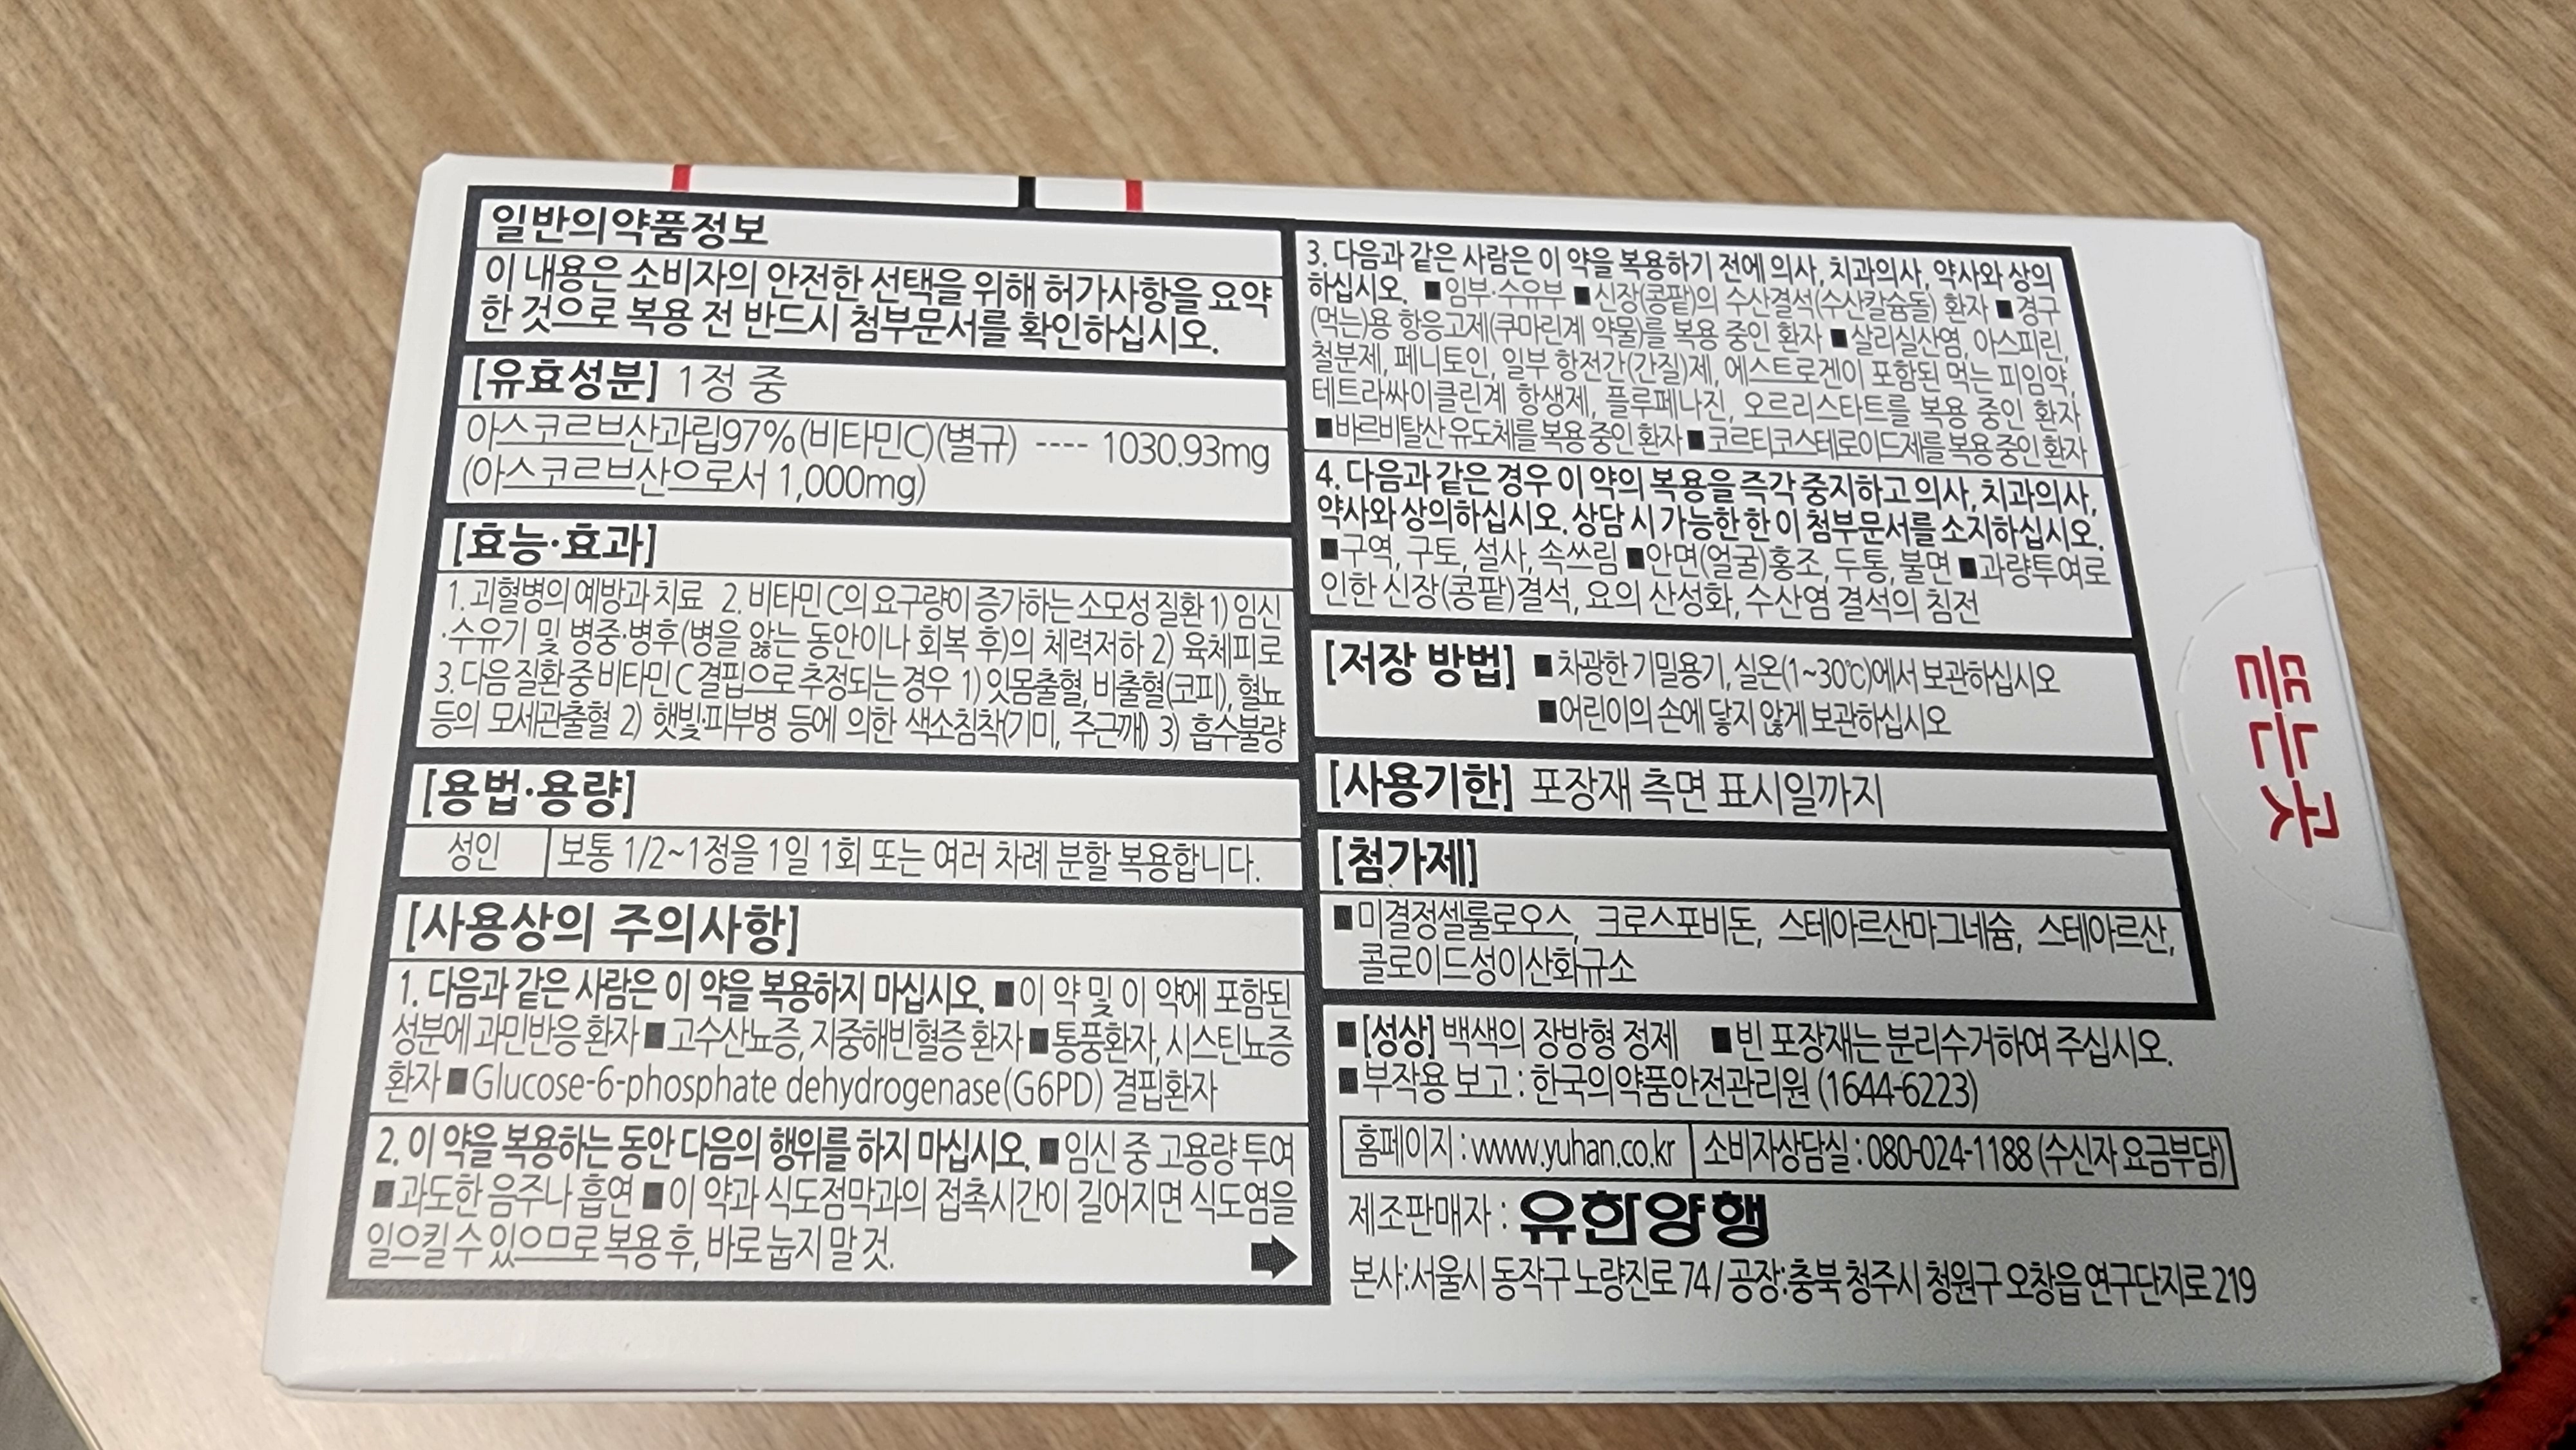 일반의약품정보
이 내용은 소비자의 안전한 선택을 위해 허가사항을 요약
한 것으로 복용 전 반드시 첨부문서를 확인하십시오.
[유효성분] 1정 중
아스코르브산과립97%(비타민C)(별규) ---- 1030.93mg
(아스코르브산으로서 1,000mg)
[효능·효과]
1. 괴혈병의 예방과 치료 2. 비타민 C의 요구량이 증가하는 소모성 질환 1) 임신
·수유기 및 병중·병후(병을 앓는 동안이나 회복 후)의 체력저하 2) 육체피로
3. 다음 질환 중 비타민 C 결핍으로 추정되는 경우 1) 잇몸출혈, 비출혈(코피), 혈뇨
등의 모세관출혈 2) 햇빛·피부병 등에 의한 색소침착(기미, 주근깨) 3) 흡수불량
[용법·용량]
성인 보통 1/2~1정을 1일 1회 또는 여러 차례 분할 복용합니다.
[사용상의 주의사항]
1. 다음과 같은 사람은 이 약을 복용하지 마십시오. ■이 약 및 이 약에 포함된
성분에 과민반응 환자 ■고수산뇨증, 지중해빈혈증 환자 ■통풍환자, 시스틴뇨증
환자 ■Glucose-6-phosphate dehydrogenase(G6PD) 결핍환자
2. 이 약을 복용하는 동안 다음의 행위를 하지 마십시오. ■임신 중 고용량 투여
■과도한 음주나 흡연 ■이 약과 식도점막과의 접촉시간이 길어지면 식도염을
일으킬 수 있으므로 복용 후, 바로 눕지 말 것.
3. 다음과 같은 사람은 이 약을 복용하기 전에 의사, 치과의사, 약사와 상의
하십시오. ■임부·수유부 ■신장(콩팥)의 수산결석(수산칼슘돌) 환자 ■경구
(먹는)용 항응고제(쿠마린계 약물)를 복용 중인 환자 ■살리실산염, 아스피린,
철분제, 페니토인, 일부 항전간(간질)제, 에스트로겐이 포함된 먹는 피임약,
테트라싸이클린계 항생제, 플루페나진, 오르리스타트를 복용 중인 환자
■바르비탈산 유도체를 복용 중인 환자 ■코르티코스테로이드제를 복용 중인 환자
4. 다음과 같은 경우 이 약의 복용을 즉각 중지하고 의사, 치과의사,
약사와 상의하십시오. 상담 시 가능한 한 이 첨부문서를 소지하십시오.
■구역, 구토, 설사, 속쓰림 ■안면(얼굴)홍조, 두통, 불면 ■과량투여로
인한 신장(콩팥)결석, 요의 산성화, 수산염 결석의 침전
[저장 방법] ■차광한 기밀용기, 실온(1~30℃)에서 보관하십시오
■어린이의 손에 닿지 않게 보관하십시오
[사용기한] 포장재 측면 표시일까지
[첨가제]
■미결정셀룰로오스, 크로스포비돈, 스테아르산마그네슘, 스테아르산,
콜로이드성이산화규소
■[성상] 백색의 장방형 정제 ■빈 포장재는 분리수거하여 주십시오.
■부작용 보고 : 한국의약품안전관리원 (1644-6223)
홈페이지 : www.yuhan.co.kr 소비자상담실 : 080-024-1188 (수신자 요금부담)
제조판매자 : 유한양행
본사:서울시 동작구 노량진로 74 / 공장:충북 청주시 청원구 오창읍 연구단지로 219
뜯는곳